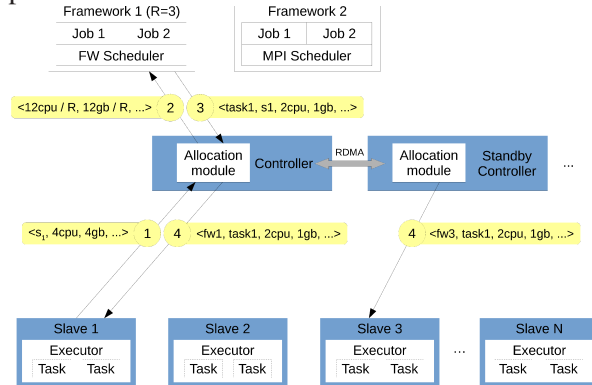 Framework 1 (R=3)
Framework 2
Job 1 Job 2
Job 1 Job 2
FW Scheduler
MPI Scheduler
<12cpu / R, 12gb / R, ...> 2
3 <task1, s1, 2cpu, 1gb, ...>
Allocation
module
Controller
RDMA
Allocation
module
Standby
Controller
...
<s1, 4cpu, 4gb, ...> 1
4 <fw1, task1, 2cpu, 1gb, ...>
4 <fw3, task1, 2cpu, 1gb, ...>
Slave 1
Executor
Task Task
Slave 2
Executor
Task Task
Slave 3
Executor
Task Task
...
Slave N
Executor
Task Task